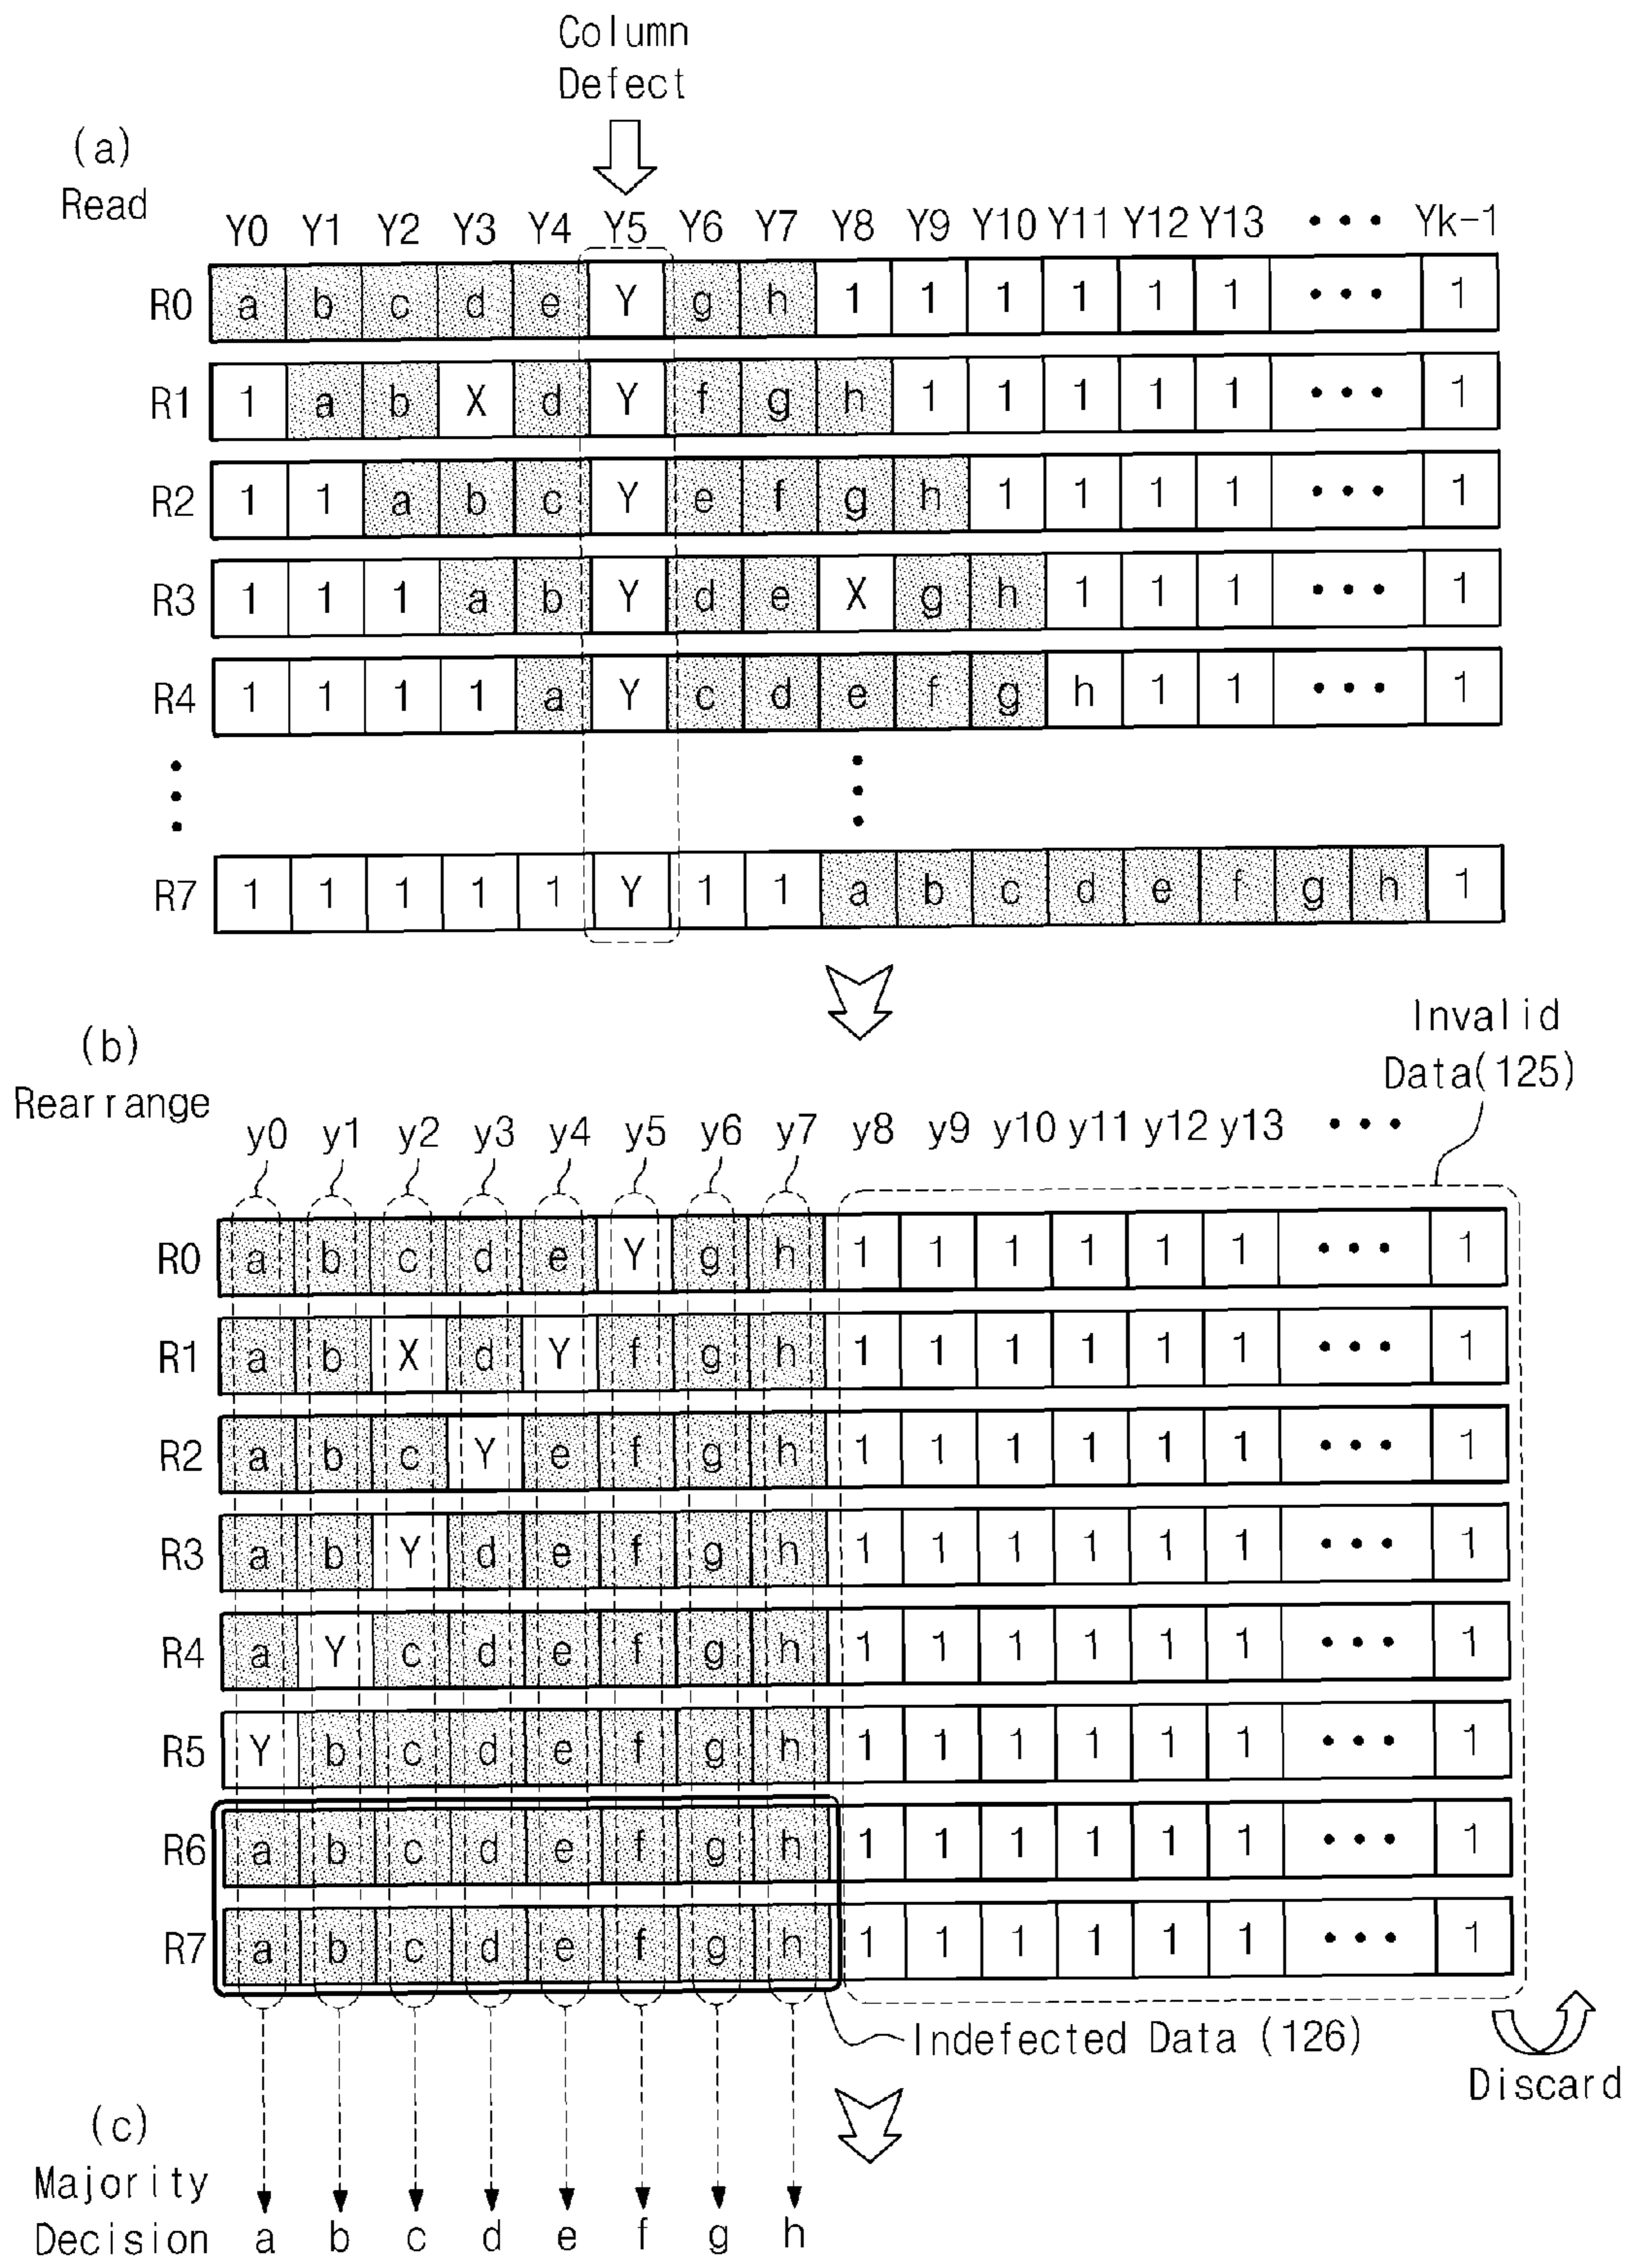 Column
Defect
(a)
Read
Y0 Y1 Y2 Y3 Y4 Y5 Y6 Y7 Y8 Y9 Y10 Y11 Y12 Y13 ••• Yk-1
R0 a b c d e Y g h 1 1 1 1 1 1 ••• 1
R1 1 a b X d Y f g h 1 1 1 1 1 ••• 1
R2 1 1 a b c Y e f g h 1 1 1 1 ••• 1
R3 1 1 1 a b Y d e X g h 1 1 1 ••• 1
R4 1 1 1 1 a Y c d e f g h 1 1 ••• 1
R7 1 1 1 1 1 Y 1 1 a b c d e f g h 1
(b)
Rearrange
Invalid
Data(125)
y0 y1 y2 y3 y4 y5 y6 y7 y8 y9 y10 y11 y12 y13 •••
R0 a b c d e Y g h 1 1 1 1 1 1 ••• 1
R1 a b X d Y f g h 1 1 1 1 1 1 ••• 1
R2 a b c Y e f g h 1 1 1 1 1 1 ••• 1
R3 a b Y d e f g h 1 1 1 1 1 1 ••• 1
R4 a Y c d e f g h 1 1 1 1 1 1 ••• 1
R5 Y b c d e f g h 1 1 1 1 1 1 ••• 1
R6 a b c d e f g h 1 1 1 1 1 1 ••• 1
R7 a b c d e f g h 1 1 1 1 1 1 ••• 1
Indefected Data (126)
Discard
(c)
Majority
Decision a b c d e f g h